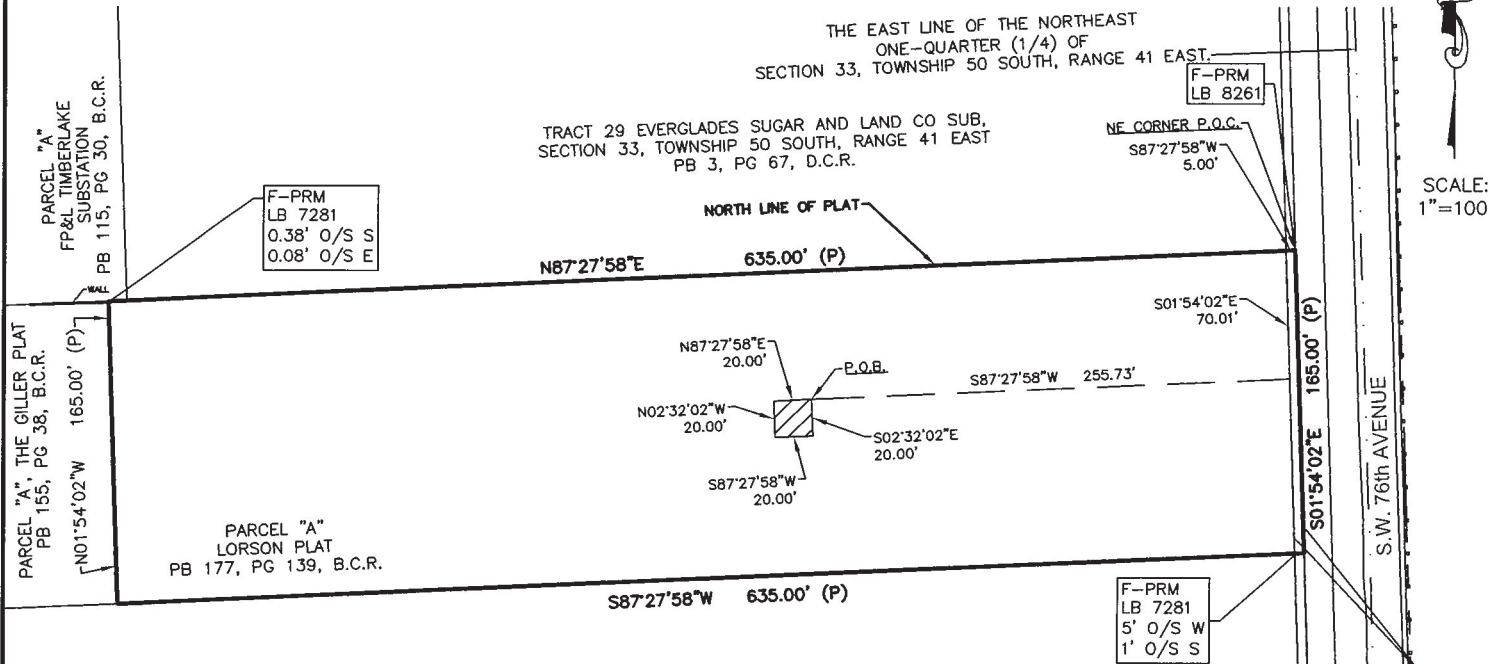 THE EAST LINE OF THE NORTHEAST
ONE-QUARTER (1/4) OF
SECTION 33, TOWNSHIP 50 SOUTH, RANGE 41 EAST.
F-PRM
LB 8261
PARCEL "A"
FP&L TIMBERLAKE
SUBSTATION
PB 115, PG 30, B.C.R.
TRACT 29 EVERGLADES SUGAR AND LAND CO SUB,
SECTION 33, TOWNSHIP 50 SOUTH, RANGE 41 EAST
PB 3, PG 67, D.C.R.
NE CORNER P.O.C.
S87°27'58"W
5.00'
SCALE:
1"=100
F-PRM
LB 7281
0.38' O/S S
0.08' O/S E
NORTH LINE OF PLAT
N87°27'58"E 635.00' (P)
WALL
PARCEL "A", THE GILLER PLAT
PB 155, PG 38, B.C.R.
N01°54'02"W 165.00' (P)
S01°54'02"E
70.01'
N87°27'58"E
20.00'
P.O.B.
S87°27'58"W 255.73'
N02°32'02"W
20.00'
S02°32'02"E
20.00'
S87°27'58"W
20.00'
S01°54'02"E 165.00' (P)
S.W. 76th AVENUE
PARCEL "A"
LORSON PLAT
PB 177, PG 139, B.C.R.
S87°27'58"W 635.00' (P)
F-PRM
LB 7281
5' O/S W
1' O/S S